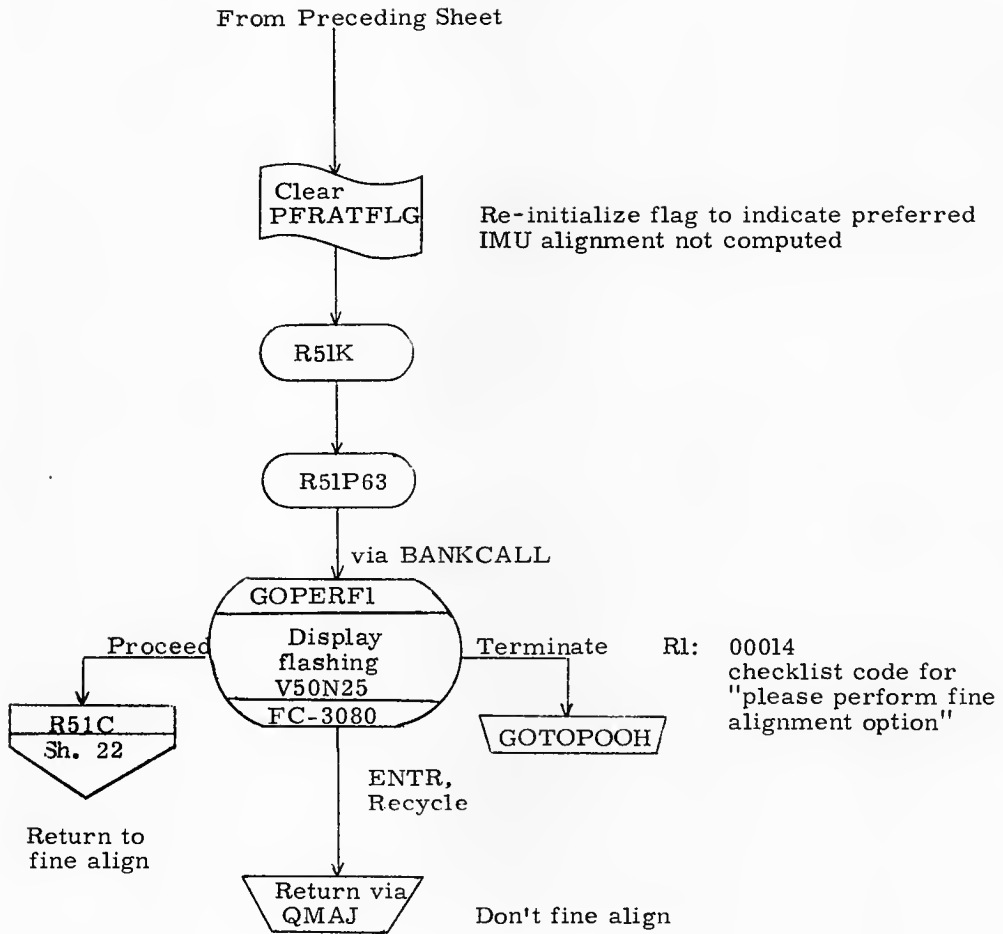 From Preceding Sheet
Clear
PFRATFLG
Re-initialize flag to indicate preferred
IMU alignment not computed
R51K
R51P63
via BANKCALL
GOPERF1
Proceed
Display
flashing
V50N25
Terminate
FC-3080
R1: 00014
checklist code for
"please perform fine
alignment option"
R51C
Sh. 22
GOTOPOOH
ENTR,
Recycle
Return to
fine align
Return via
QMAJ
Don't fine align